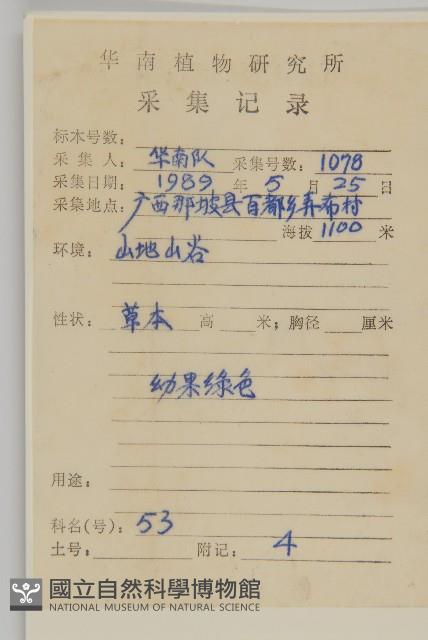 华南植物研究所
采集记录
标本号数:
采集人: 华南队 采集号数: 1078
采集日期: 1989 年 5 月 25 日
采集地点: 广西那坡县百都乡弄布村
海拔 1100 米
环境: 山地山谷
性状: 草本 高 米; 胸径 厘米
幼果绿色
用途:
科名(号): 53
土号: 附记: 4
國立自然科學博物館
NATIONAL MUSEUM OF NATURAL SCIENCE